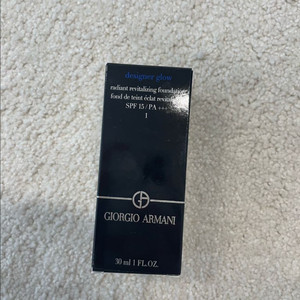 designer glow
radiant revitalizing foundation
fond de teint éclat
SPF 15 / PA +++
1
GIORGIO ARMANI
30 ml 1 FL. OZ.